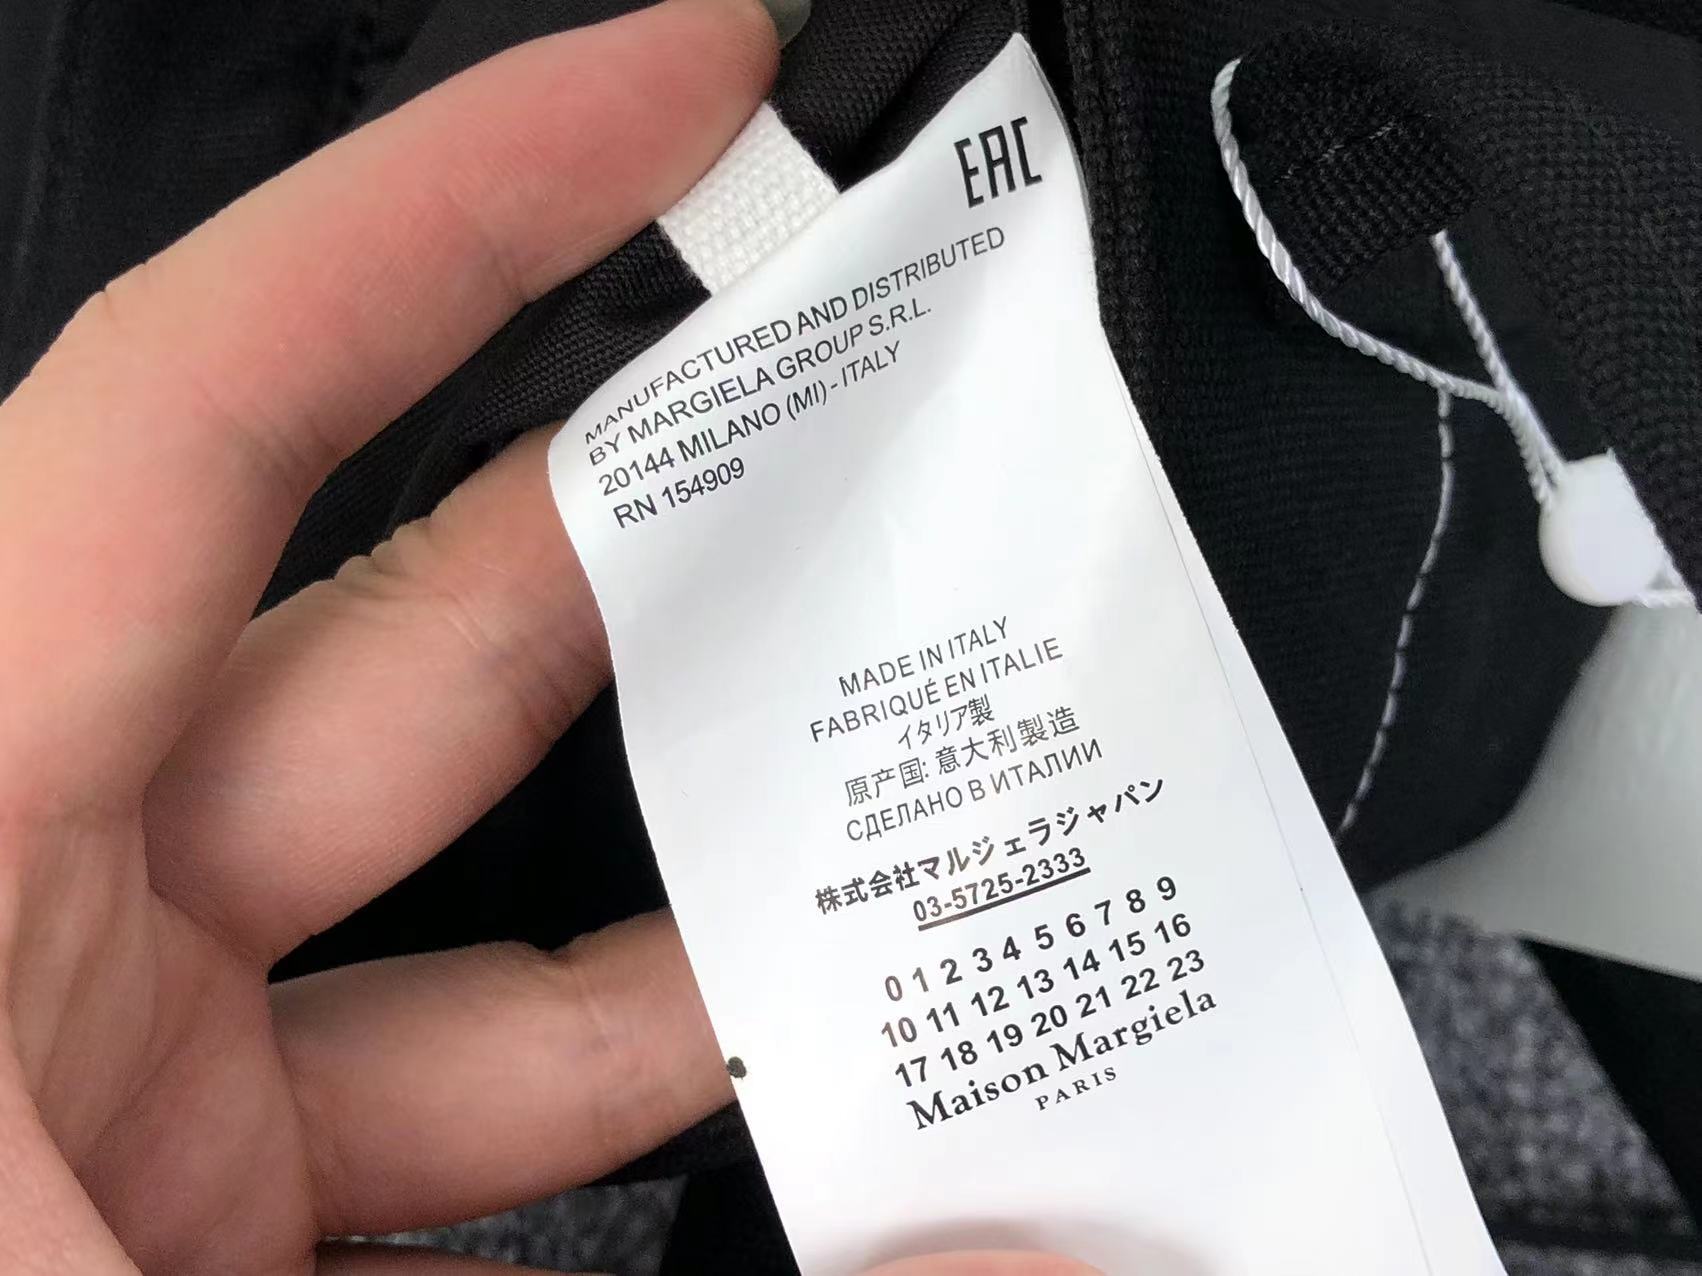 EAC
MANUFACTURED AND DISTRIBUTED
BY MARGIELA GROUP S.R.L.
20144 MILANO (MI) - ITALY
RN 154909
MADE IN ITALY
FABRIQUÉ EN ITALIE
イタリア製
原产国: 意大利製造
СДЕЛАНО В ИТАЛИИ
株式会社マルジェラジャパン
03-5725-2333
0 1 2 3 4 5 6 7 8 9
10 11 12 13 14 15 16
17 18 19 20 21 22 23
Maison Margiela
PARIS